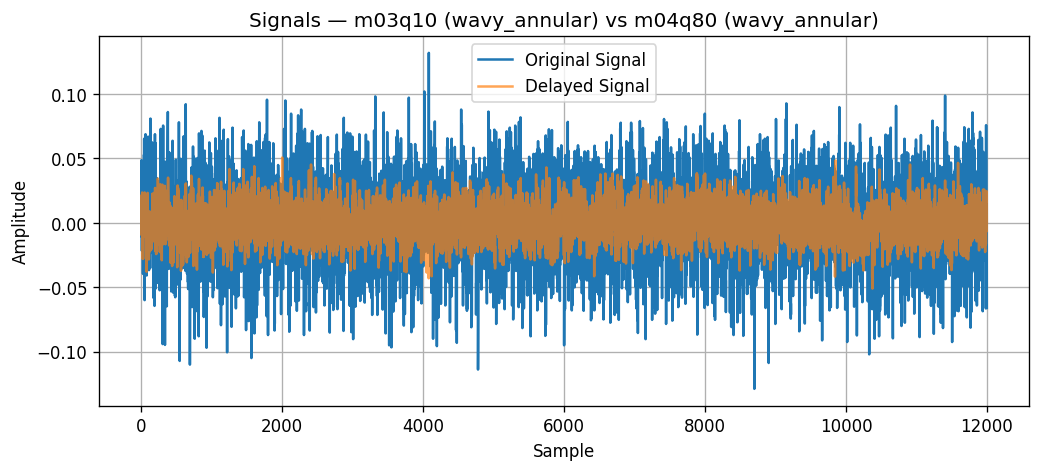 Signals — m03q10 (wavy_annular) vs m04q80 (wavy_annular)
Original Signal
Delayed Signal
Amplitude
0.10
0.05
0.00
−0.05
−0.10
0 2000 4000 6000 8000 10000 12000
Sample